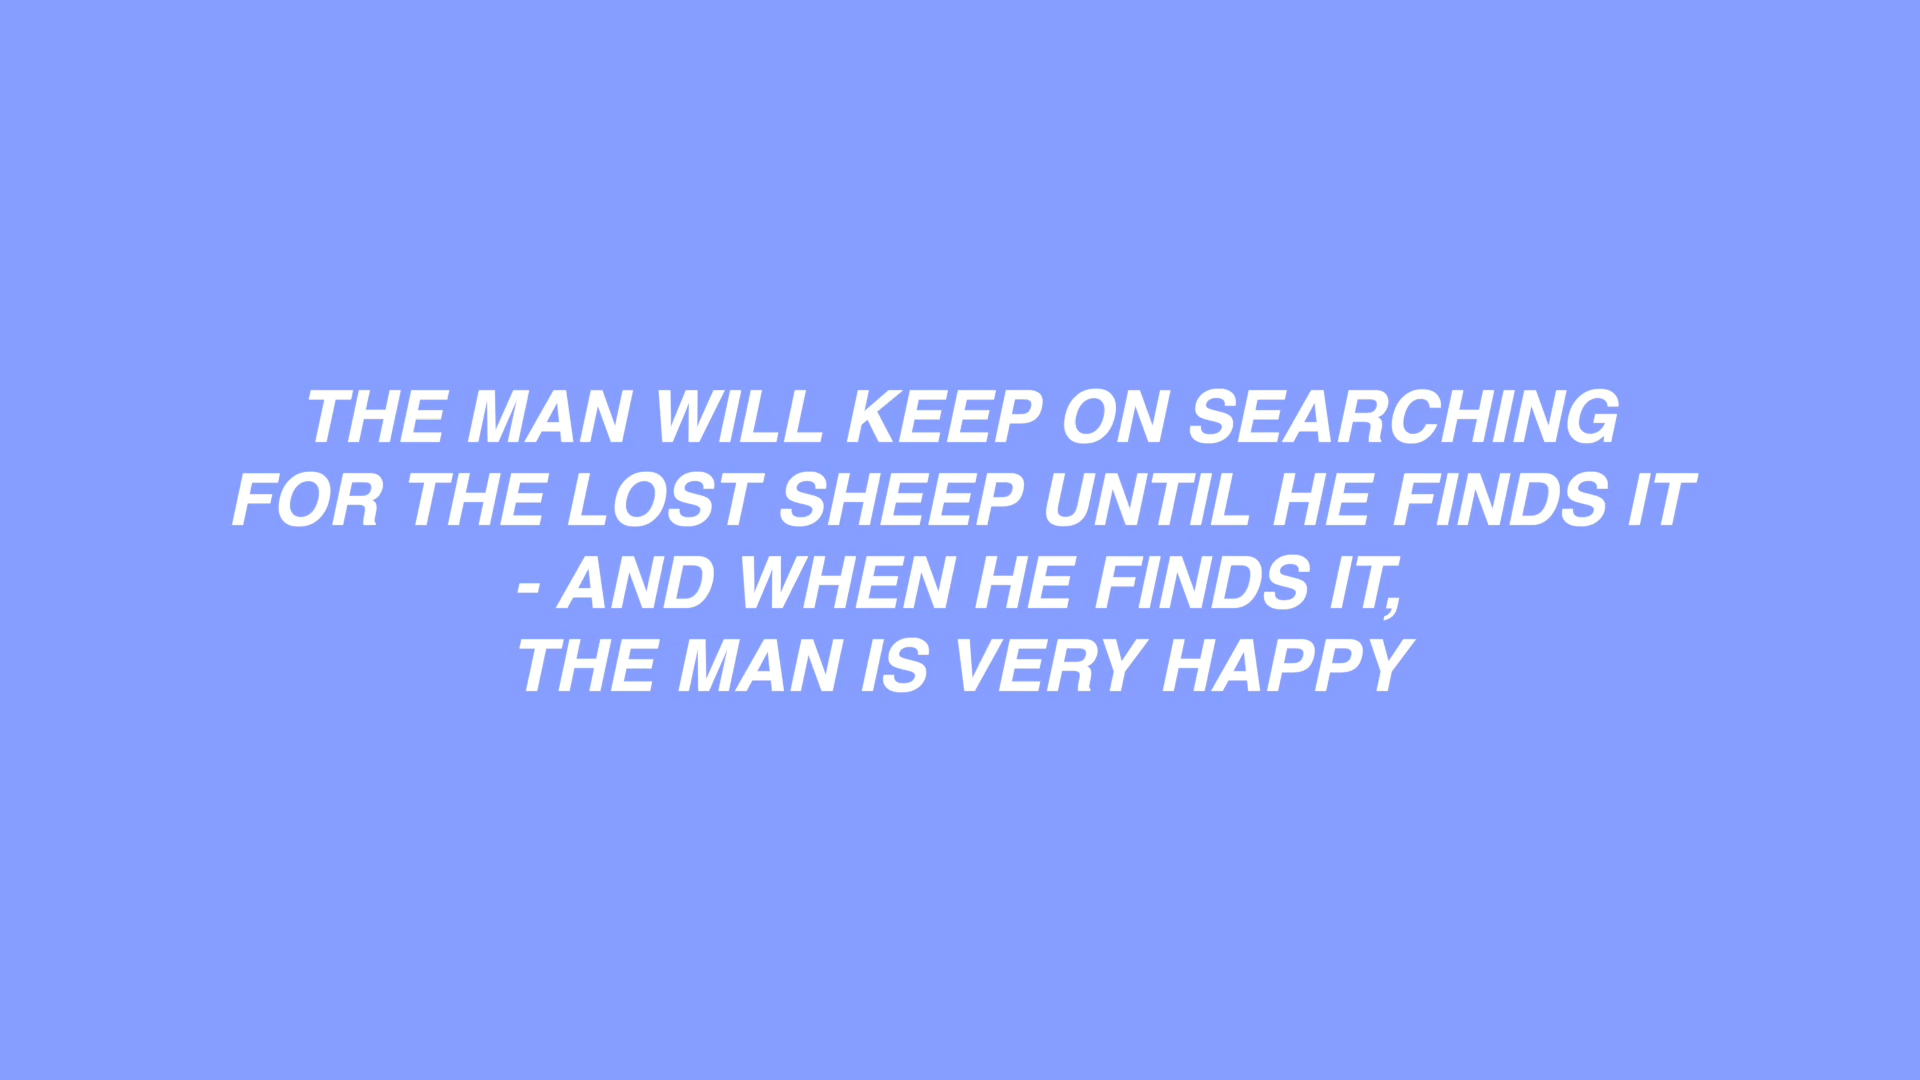 THE MAN WILL KEEP ON SEARCHING
FOR THE LOST SHEEP UNTIL HE FINDS IT
- AND WHEN HE FINDS IT,
THE MAN IS VERY HAPPY